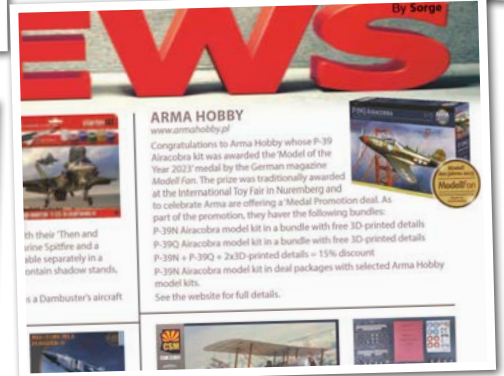 By Sorge
EWS
ARMA HOBBY
www.armahobby.pl
Congratulations to Arma Hobby whose P-39
Airacobra kit was awarded the 'Model of the
Year 2023' medal by the German magazine
Modell Fan. The prize was traditionally awarded
at the International Toy Fair in Nuremberg and
to celebrate Arma are offering a 'Medal Promotion deal. As
part of the promotion, they haver the following bundles:
P-39N Airacobra model kit in a bundle with free 3D-printed details
P-39Q Airacobra model kit in a bundle with free 3D-printed details
P-39N + P-39Q + 2x3D-printed details = 15% discount
P-39N Airacobra model kit in deal packages with selected Arma Hobby
model kits.
See the website for full details.
th their 'Then and
rine Spitfire and a
able separately in a
ontain shadow stands,
s a Dambuster's aircraft
P-39Q Airacobra
ModellFan
CSM